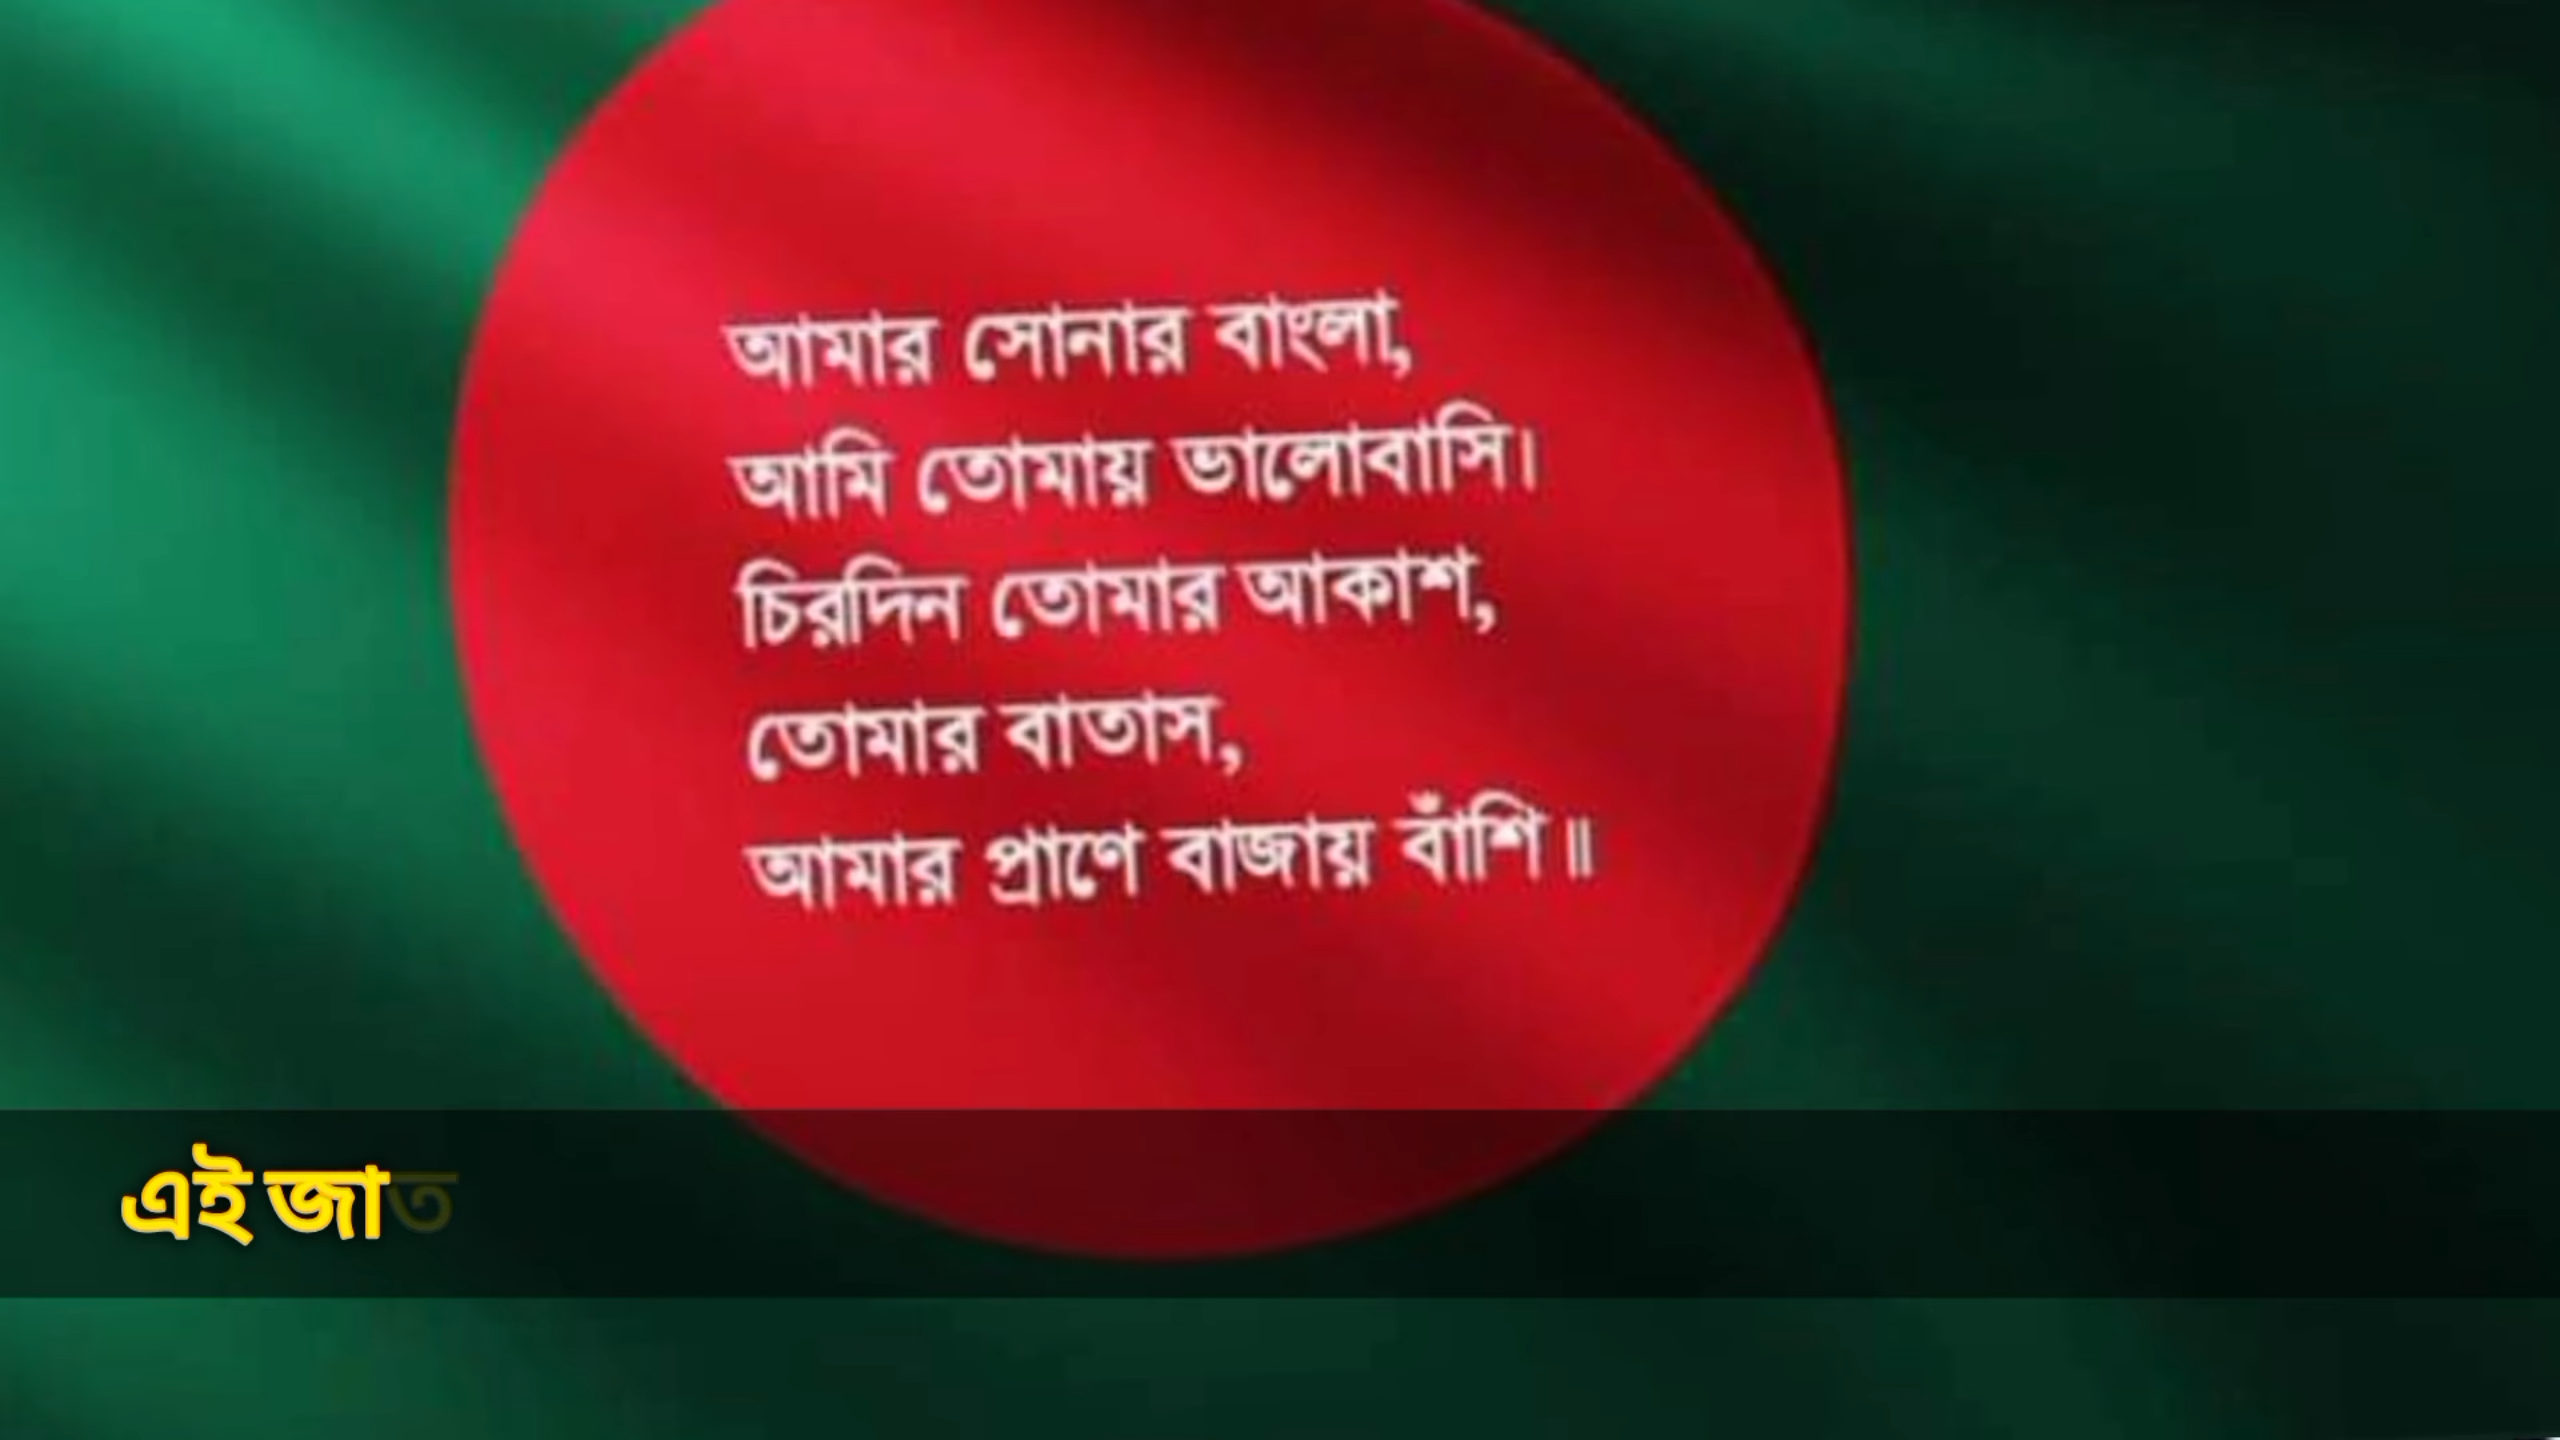 আমার সোনার বাংলা,
আমি তোমায় ভালোবাসি।
চিরদিন তোমার আকাশ,
তোমার বাতাস,
আমার প্রাণে বাজায় বাঁশি॥
এই জাত